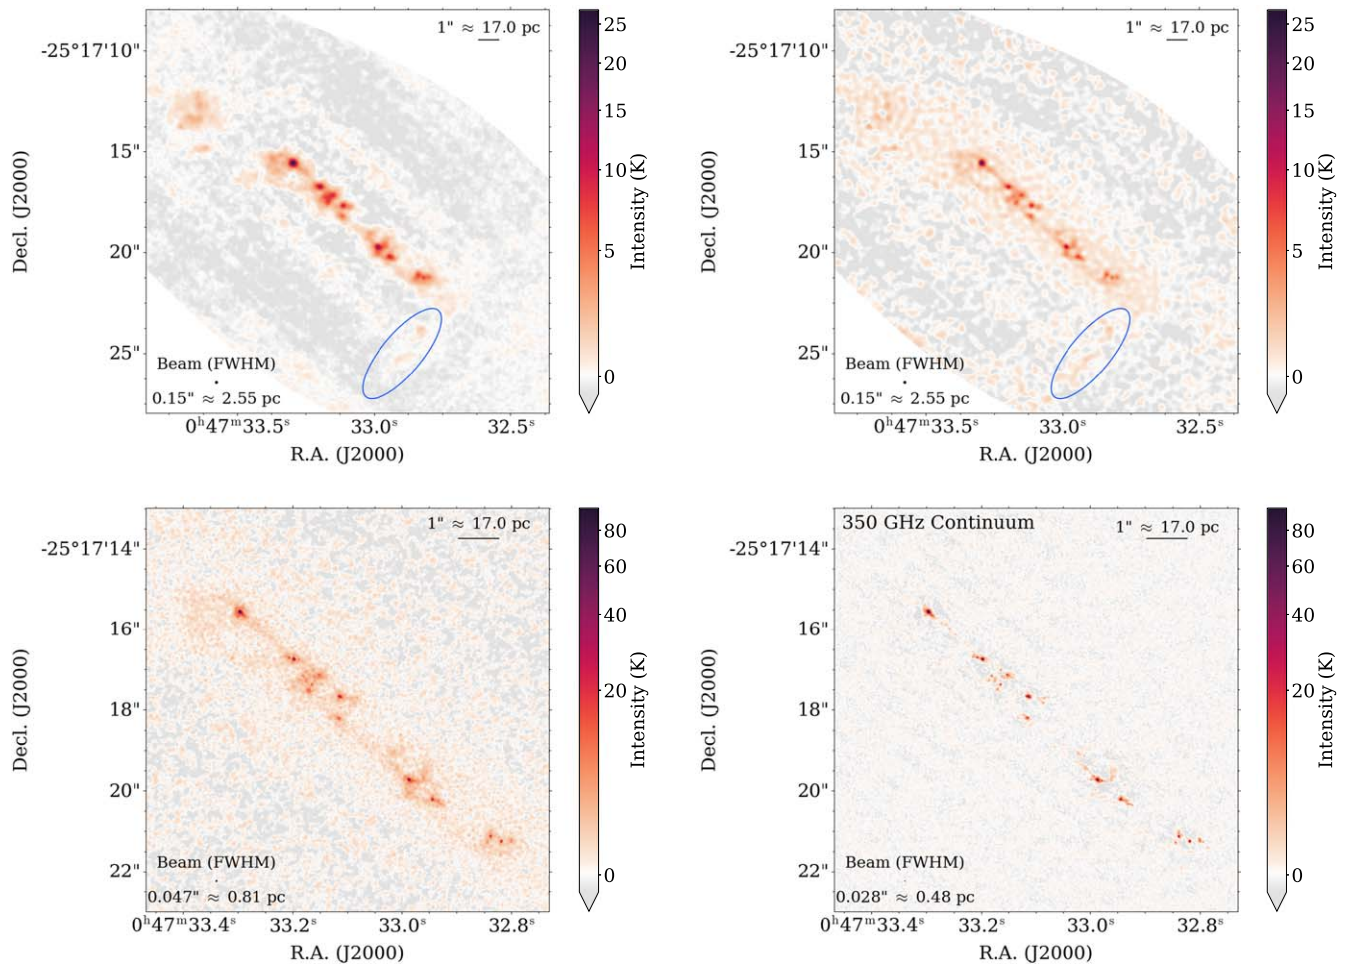 1" ≈ 17.0 pc
-25°17'10"
15"
20"
25"
Decl. (J2000)
Beam (FWHM)
0.15" ≈ 2.55 pc
0ʰ47ᵐ33.5ˢ
33.0ˢ
32.5ˢ
R.A. (J2000)
25
20
15
10
5
0
Intensity (K)
1" ≈ 17.0 pc
-25°17'10"
15"
20"
25"
Decl. (J2000)
Beam (FWHM)
0.15" ≈ 2.55 pc
0ʰ47ᵐ33.5ˢ
33.0ˢ
32.5ˢ
R.A. (J2000)
25
20
15
10
5
0
Intensity (K)
1" ≈ 17.0 pc
-25°17'14"
16"
18"
20"
22"
Decl. (J2000)
Beam (FWHM)
0.047" ≈ 0.81 pc
0ʰ47ᵐ33.4ˢ
33.2ˢ
33.0ˢ
32.8ˢ
R.A. (J2000)
80
60
40
20
0
Intensity (K)
350 GHz Continuum
1" ≈ 17.0 pc
-25°17'14"
16"
18"
20"
22"
Decl. (J2000)
Beam (FWHM)
0.028" ≈ 0.48 pc
0ʰ47ᵐ33.4ˢ
33.2ˢ
33.0ˢ
32.8ˢ
R.A. (J2000)
80
60
40
20
0
Intensity (K)